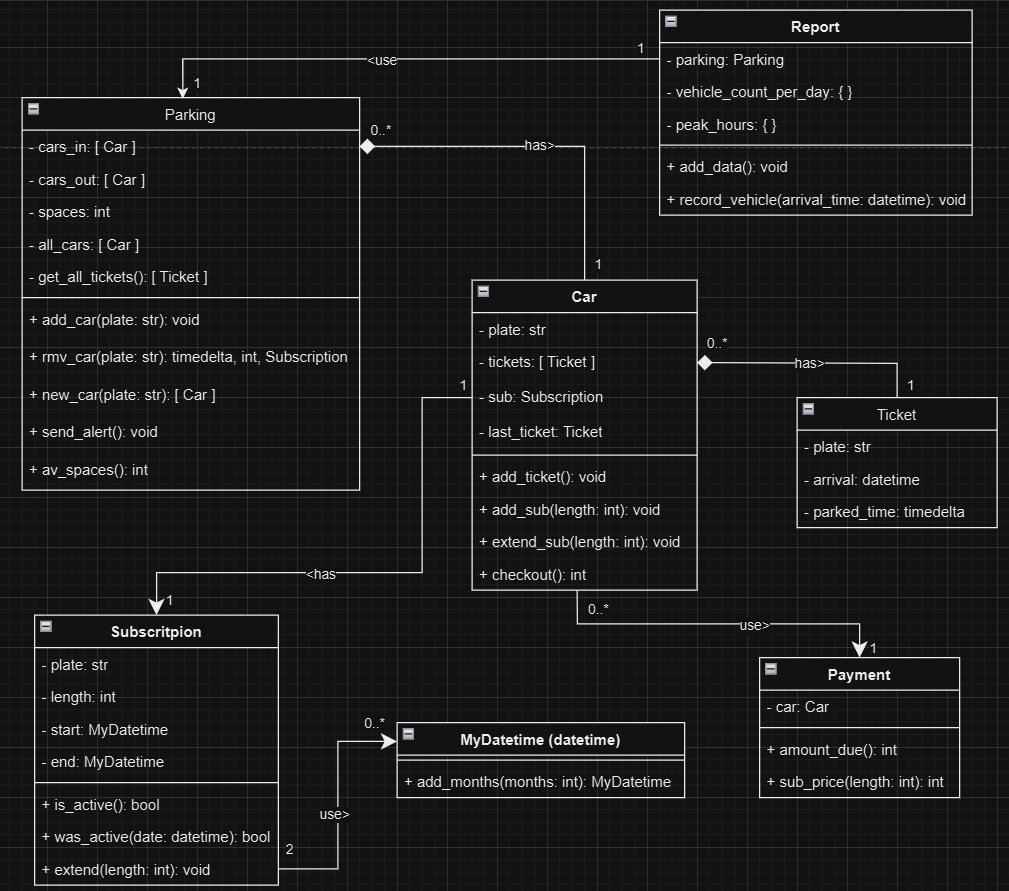 Report
- parking: Parking
- vehicle_count_per_day: { }
- peak_hours: { }
+ add_data(): void
+ record_vehicle(arrival_time: datetime): void
1
<use
1
Parking
- cars_in: [ Car ]
- cars_out: [ Car ]
- spaces: int
- all_cars: [ Car ]
- get_all_tickets(): [ Ticket ]
+ add_car(plate: str): void
+ rmv_car(plate: str): timedelta, int, Subscription
+ new_car(plate: str): [ Car ]
+ send_alert(): void
+ av_spaces(): int
0..*
has>
1
Car
- plate: str
- tickets: [ Ticket ]
- sub: Subscription
- last_ticket: Ticket
+ add_ticket(): void
+ add_sub(length: int): void
+ extend_sub(length: int): void
+ checkout(): int
0..*
has>
1
Ticket
- plate: str
- arrival: datetime
- parked_time: timedelta
1
<has
1
Subscritpion
- plate: str
- length: int
- start: MyDatetime
- end: MyDatetime
+ is_active(): bool
+ was_active(date: datetime): bool
+ extend(length: int): void
2
use>
0..*
MyDatetime (datetime)
+ add_months(months: int): MyDatetime
0..*
use>
1
Payment
- car: Car
+ amount_due(): int
+ sub_price(length: int): int